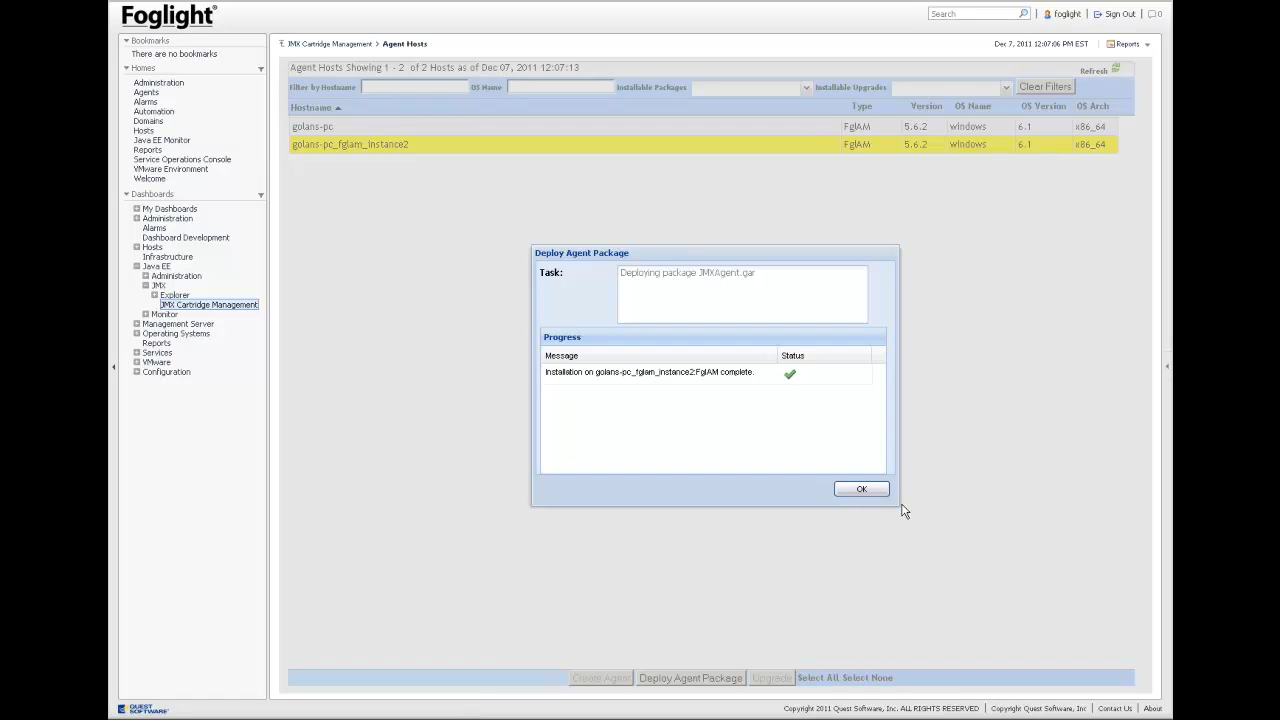 Foglight®
Search
foglight
Sign Out
0
Bookmarks
There are no bookmarks
Homes
Administration
Agents
Alarms
Automation
Domains
Hosts
Java EE Monitor
Reports
Service Operations Console
VMware Environment
Welcome
Dashboards
My Dashboards
Administration
Alarms
Dashboard Development
Hosts
Infrastructure
Java EE
Administration
JMX
Explorer
JMX Cartridge Management
Monitor
Management Server
Operating Systems
Reports
Services
VMware
Configuration
JMX Cartridge Management > Agent Hosts
Dec 7, 2011 12:07:06 PM EST
Reports
Agent Hosts Showing 1 - 2 of 2 Hosts as of Dec 07, 2011 12:07:13
Refresh
Filter by Hostname
OS Name
Installable Packages
Installable Upgrades
Clear Filters
Hostname Type Version OS Name OS Version OS Arch
golans-pc FglAM 5.6.2 windows 6.1 x86_64
golans-pc_fglam_instance2 FglAM 5.6.2 windows 6.1 x86_64
Deploy Agent Package
Task: Deploying package JMXAgent.gar
Progress
Message Status
Installation on golans-pc_fglam_instance2:FglAM complete.
OK
Create Agent Deploy Agent Package Upgrade Select All Select None
QUEST SOFTWARE
Copyright 2011 Quest Software, Inc. ALL RIGHTS RESERVED | Copyright Quest Software, Inc | Contact Us | About